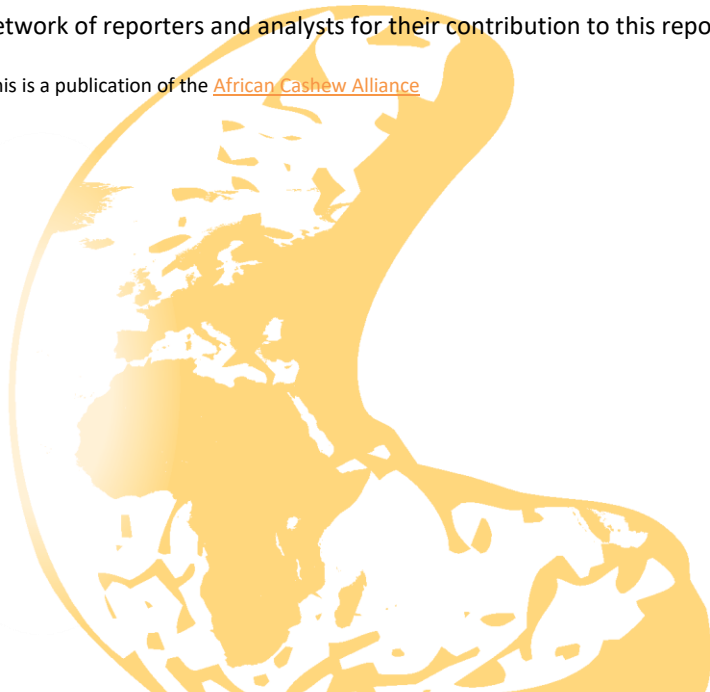 etwork of reporters and analysts for their contribution to this repo
his is a publication of the African Cashew Alliance